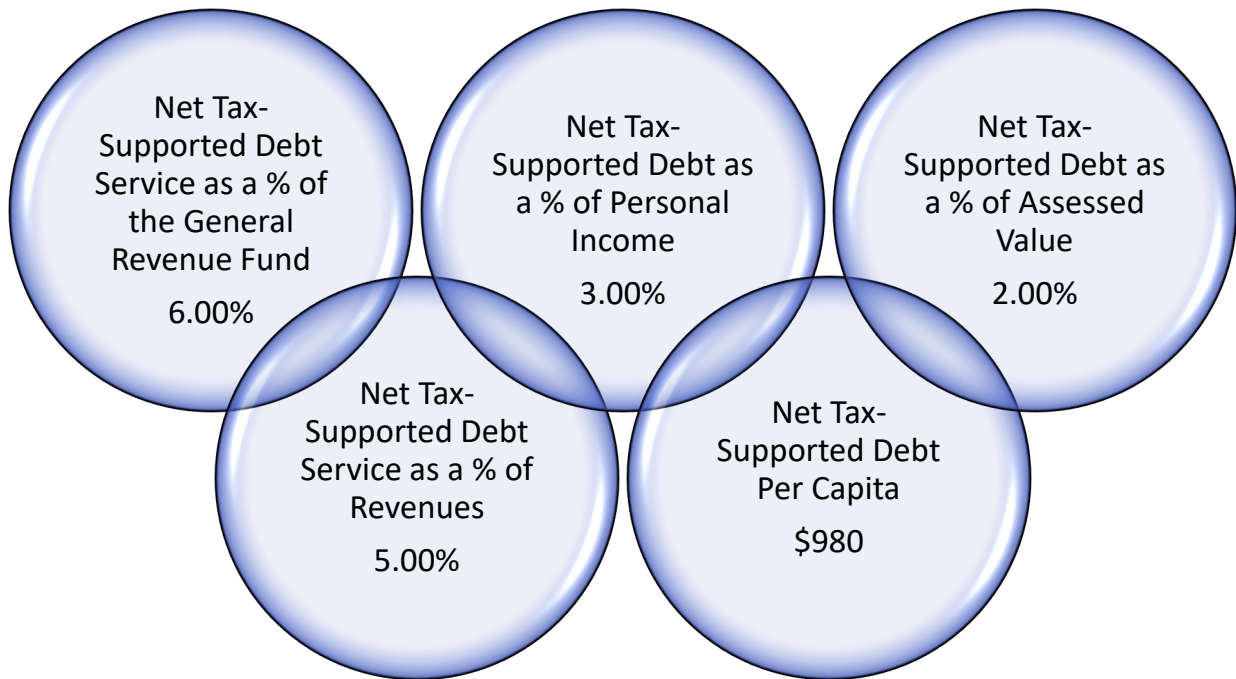 Net Tax-
Supported Debt
Service as a % of
the General
Revenue Fund
6.00%
Net Tax-
Supported Debt as
a % of Personal
Income
3.00%
Net Tax-
Supported Debt as
a % of Assessed
Value
2.00%
Net Tax-
Supported Debt
Service as a % of
Revenues
5.00%
Net Tax-
Supported Debt
Per Capita
$980